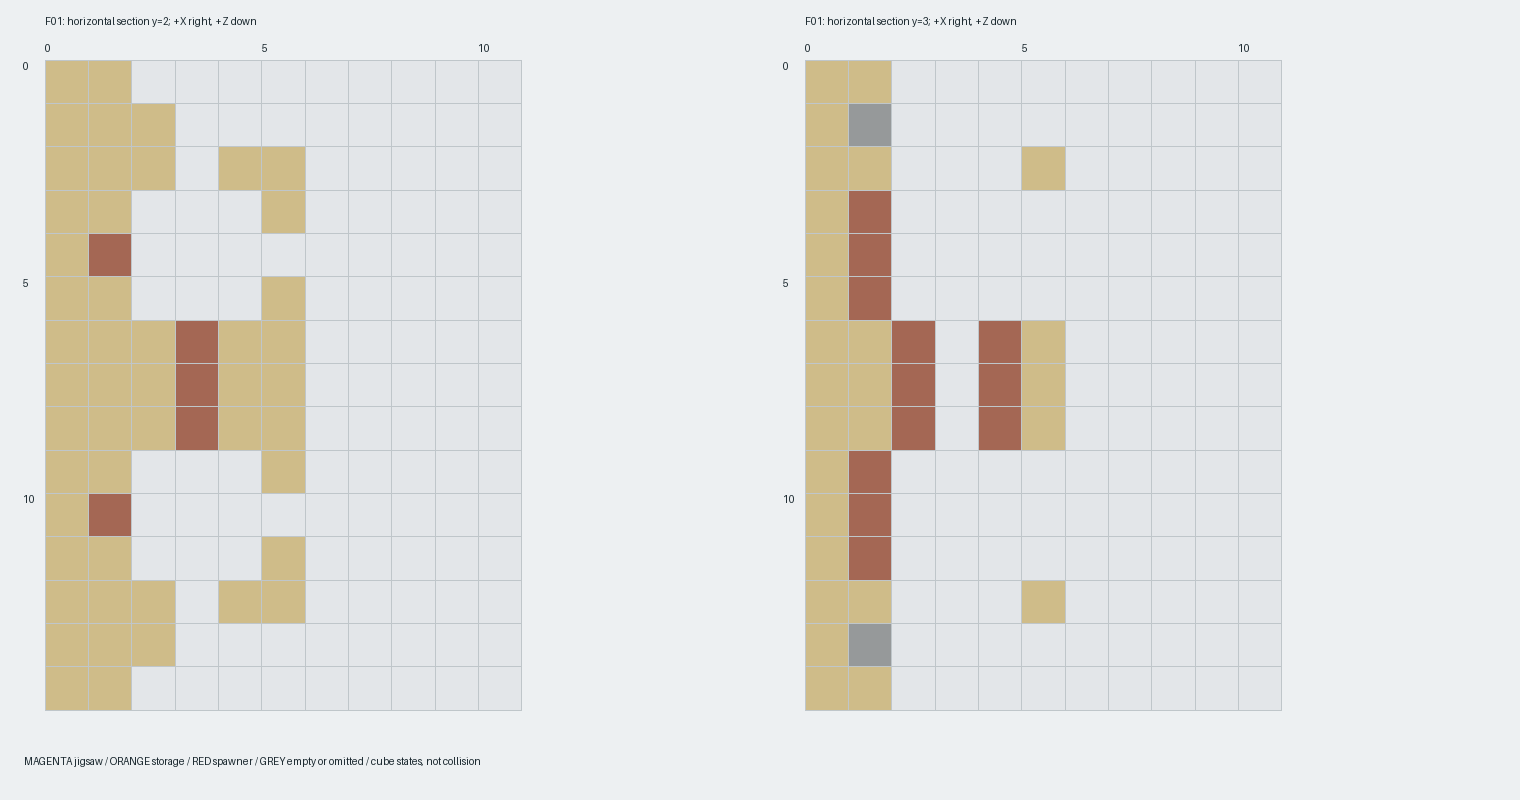 F01: horizontal section y=2; +X right, +Z down
F01: horizontal section y=3; +X right, +Z down
0 5 10
0 5 10
0
5
10
0
5
10
MAGENTA jigsaw / ORANGE storage / RED spawner / GREY empty or omitted / cube states, not collision